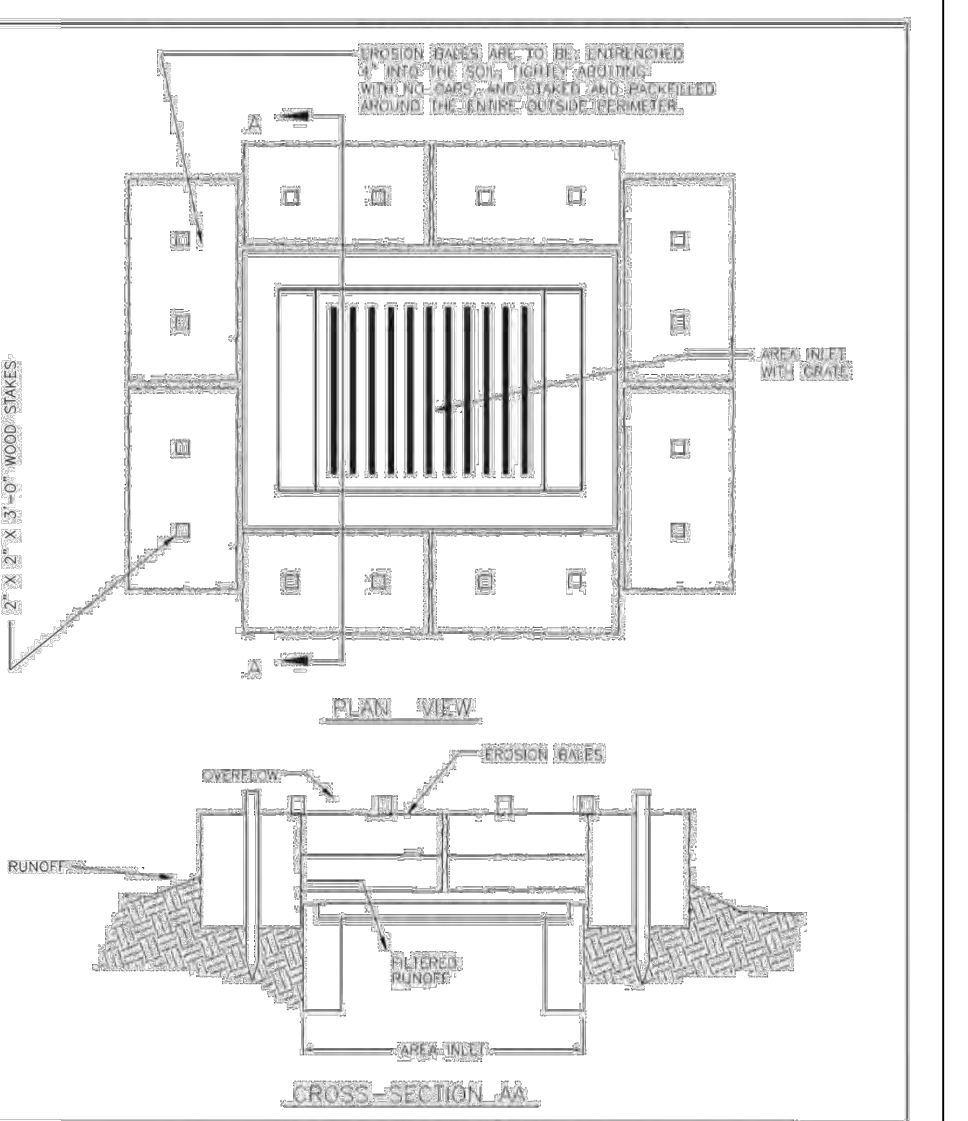 EROSION BALES ARE TO BE ENTRENCHED
4" INTO THE SOIL, TIGHTLY ABUTTING
WITH NO GAPS, AND STAKED AND BACKFILLED
AROUND THE ENTIRE OUTSIDE PERIMETER.
A
AREA INLET
WITH GRATE
2" X 2" X 3'-0" WOOD STAKES
A
PLAN VIEW
EROSION BALES
OVERFLOW
RUNOFF
FILTERED
RUNOFF
AREA INLET
CROSS-SECTION AA